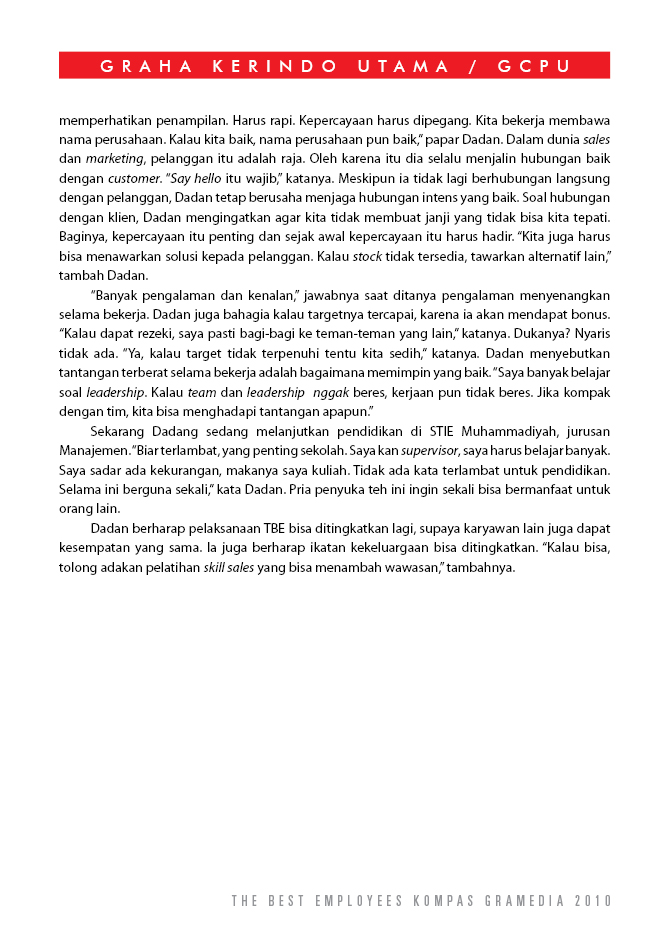 GRAHA KERINDO UTAMA / GCPU
memperhatikan penampilan. Harus rapi. Kepercayaan harus dipegang. Kita bekerja membawa
nama perusahaan. Kalau kita baik, nama perusahaan pun baik,” papar Dadan. Dalam dunia sales
dan marketing, pelanggan itu adalah raja. Oleh karena itu dia selalu menjalin hubungan baik
dengan customer. “Say hello itu wajib,” katanya. Meskipun ia tidak lagi berhubungan langsung
dengan pelanggan, Dadan tetap berusaha menjaga hubungan intens yang baik. Soal hubungan
dengan klien, Dadan mengingatkan agar kita tidak membuat janji yang tidak bisa kita tepati.
Baginya, kepercayaan itu penting dan sejak awal kepercayaan itu harus hadir. “Kita juga harus
bisa menawarkan solusi kepada pelanggan. Kalau stock tidak tersedia, tawarkan alternatif lain,”
tambah Dadan.
“Banyak pengalaman dan kenalan,” jawabnya saat ditanya pengalaman menyenangkan
selama bekerja. Dadan juga bahagia kalau targetnya tercapai, karena ia akan mendapat bonus.
“Kalau dapat rezeki, saya pasti bagi-bagi ke teman-teman yang lain,” katanya. Dukanya? Nyaris
tidak ada. “Ya, kalau target tidak terpenuhi tentu kita sedih,” katanya. Dadan menyebutkan
tantangan terberat selama bekerja adalah bagaimana memimpin yang baik. “Saya banyak belajar
soal leadership. Kalau team dan leadership nggak beres, kerjaan pun tidak beres. Jika kompak
dengan tim, kita bisa menghadapi tantangan apapun.”
Sekarang Dadang sedang melanjutkan pendidikan di STIE Muhammadiyah, jurusan
Manajemen. “Biar terlambat, yang penting sekolah. Saya kan supervisor, saya harus belajar banyak.
Saya sadar ada kekurangan, makanya saya kuliah. Tidak ada kata terlambat untuk pendidikan.
Selama ini berguna sekali,” kata Dadan. Pria penyuka teh ini ingin sekali bisa bermanfaat untuk
orang lain.
Dadan berharap pelaksanaan TBE bisa ditingkatkan lagi, supaya karyawan lain juga dapat
kesempatan yang sama. Ia juga berharap ikatan kekeluargaan bisa ditingkatkan. “Kalau bisa,
tolong adakan pelatihan skill sales yang bisa menambah wawasan,” tambahnya.
THE BEST EMPLOYEES KOMPAS GRAMEDIA 2010